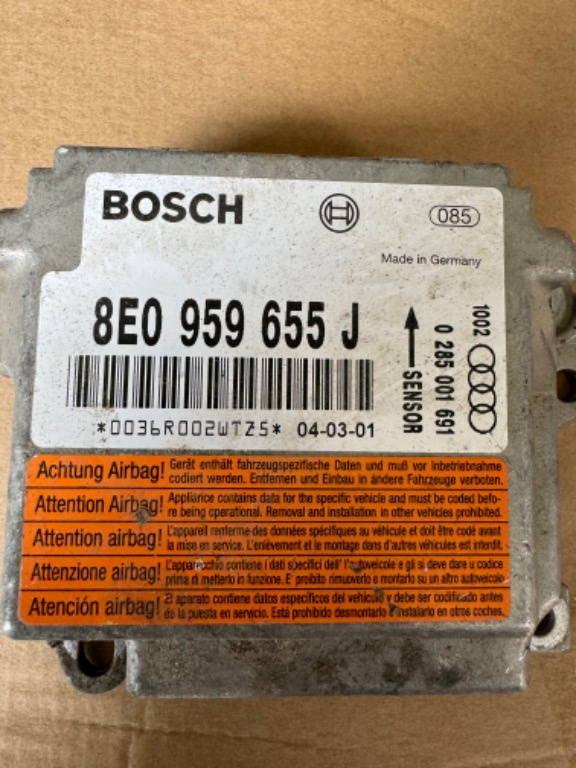 BOSCH
085
Made in Germany
8E0 959 655 J
*0036R002WTZ5* 04-03-01
SENSOR
0 285 001 691
1002
Achtung Airbag! Gerät enthält fahrzeugspezifische Daten und muß vor Inbetriebnahme
codiert werden. Entfernen und Einbau in andere Fahrzeuge verboten.
Attention Airbag! Appliance contains data for the specific vehicle and must be coded befo-
re being operational. Removal and installation in other vehicles prohibited.
Attention airbag! L'appareil renferme des données spécifiques au véhicule et doit être codé avant
la mise en service. L'enlèvement et le montage dans d'autres véhicules est interdit.
Attenzione airbag! L'apparecchio contiene i dati specifici dell' autoveicolo e gli si deve dare u codice
prima di metterlo in funzione. E' proibito rimuoverlo e montarlo su un altro autoveicolo
Atención airbag! El aparato contiene datos específicos del vehículo y debe ser codificado antes
de la puesta en servicio. Está prohibido desmontarlo e instalarlo en otros coches.